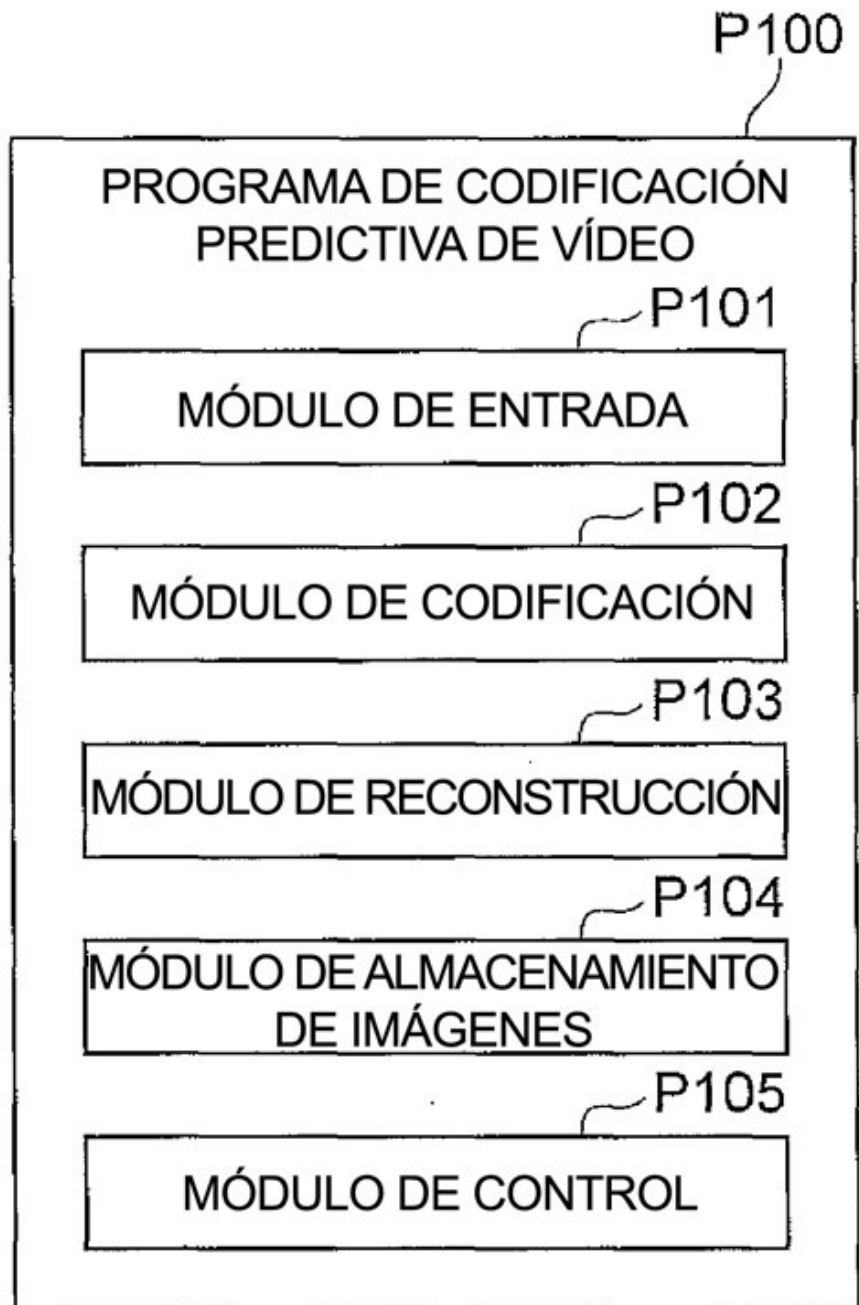 P100
PROGRAMA DE CODIFICACIÓN
PREDICTIVA DE VÍDEO
P101
MÓDULO DE ENTRADA
P102
MÓDULO DE CODIFICACIÓN
P103
MÓDULO DE RECONSTRUCCIÓN
P104
MÓDULO DE ALMACENAMIENTO
DE IMÁGENES
P105
MÓDULO DE CONTROL